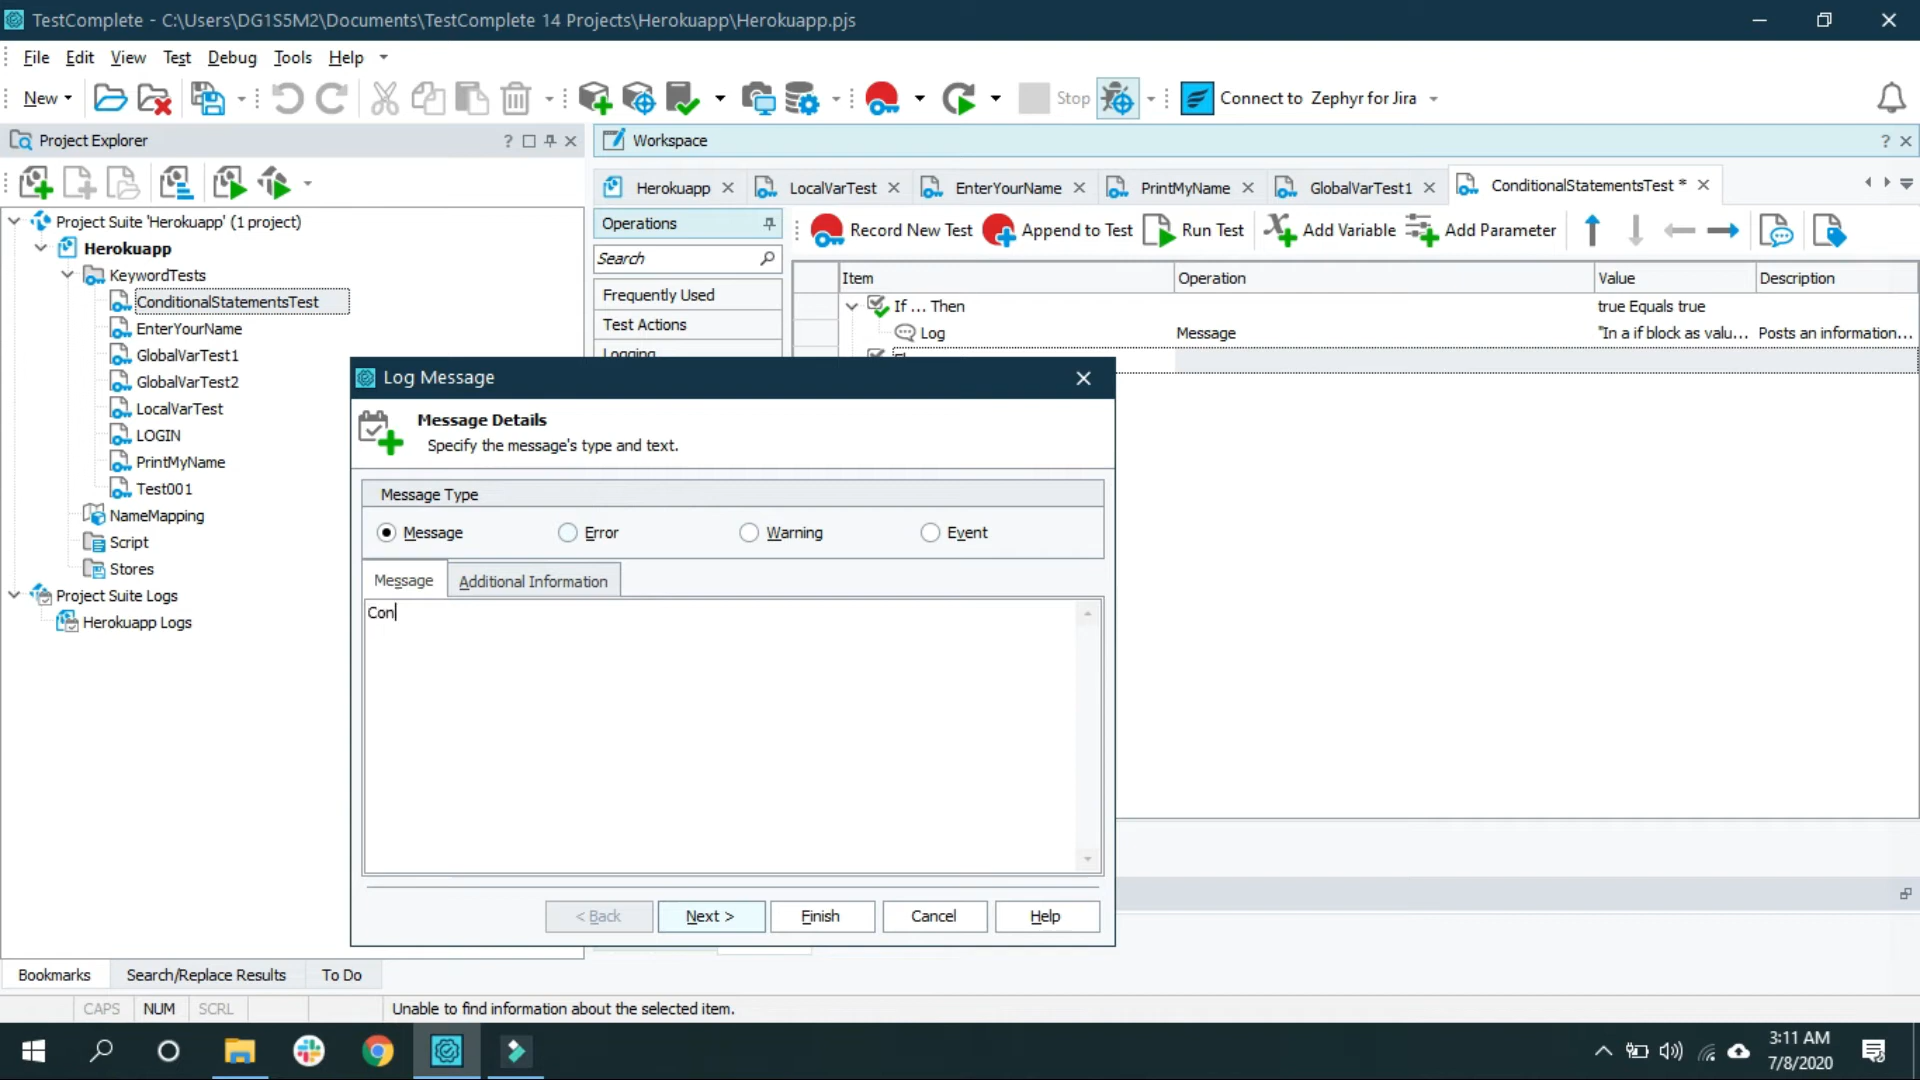 TestComplete - C:\Users\DG1S5M2\Documents\TestComplete 14 Projects\Herokuapp\Herokuapp.pjs
File Edit View Test Debug Tools Help
New Stop Connect to Zephyr for Jira
Project Explorer ?
Workspace ?
Herokuapp LocalVarTest EnterYourName PrintMyName GlobalVarTest1 ConditionalStatementsTest *
Project Suite 'Herokuapp' (1 project)
Herokuapp
KeywordTests
ConditionalStatementsTest
EnterYourName
GlobalVarTest1
GlobalVarTest2
LocalVarTest
LOGIN
PrintMyName
Test001
NameMapping
Script
Stores
Project Suite Logs
Herokuapp Logs
Operations
Search
Frequently Used
Test Actions
Logging
Record New Test Append to Test Run Test Add Variable Add Parameter
Item Operation Value Description
If ... Then true Equals true
Log Message "In a if block as valu... Posts an information...
Log Message
Message Details
Specify the message's type and text.
Message Type
Message Error Warning Event
Message Additional Information
Con
< Back Next > Finish Cancel Help
Bookmarks Search/Replace Results To Do
CAPS NUM SCRL Unable to find information about the selected item.
3:11 AM
7/8/2020